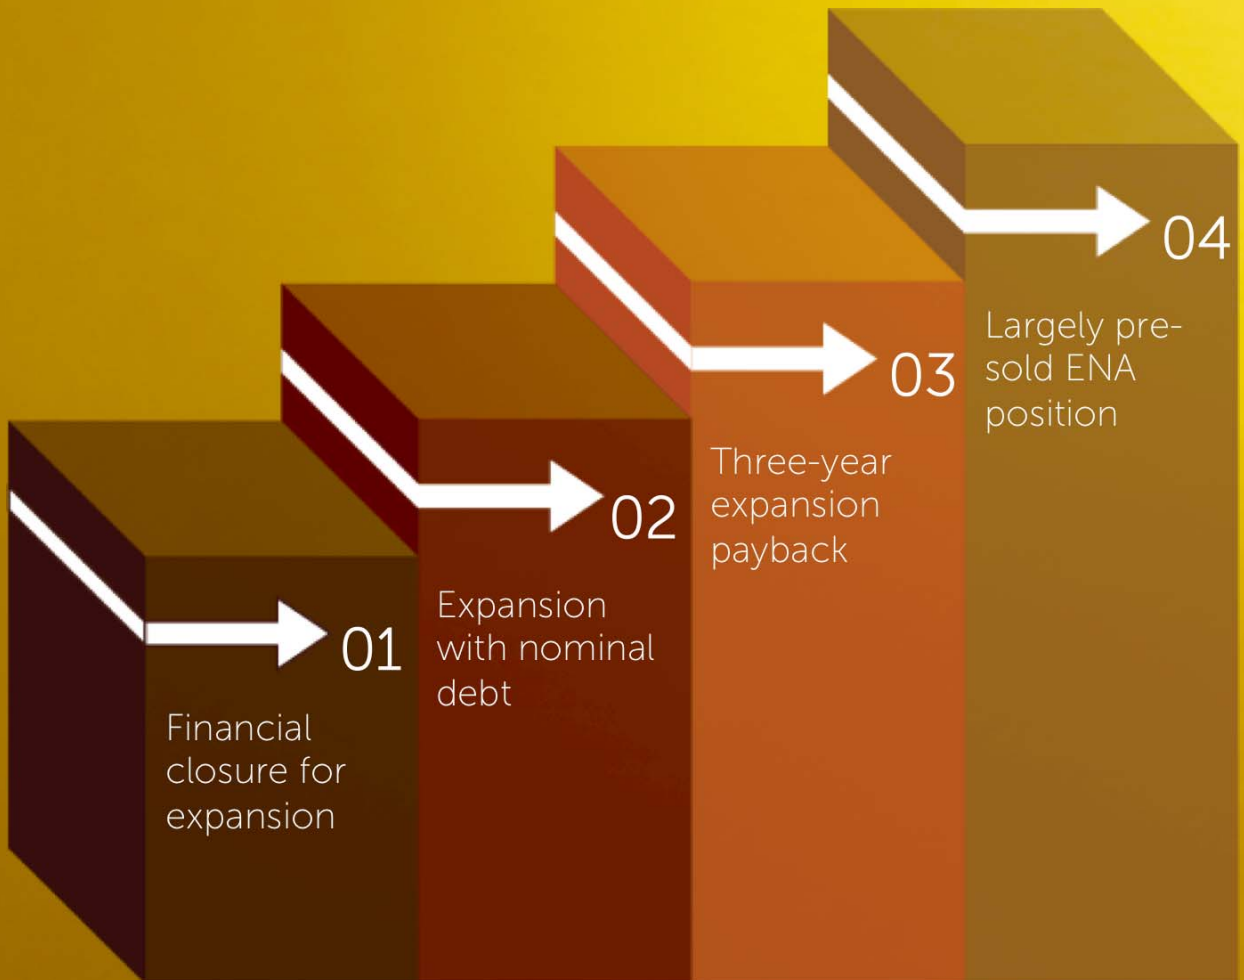 01
Financial
closure for
expansion
02
Expansion
with nominal
debt
03
Three-year
expansion
payback
04
Largely pre-
sold ENA
position